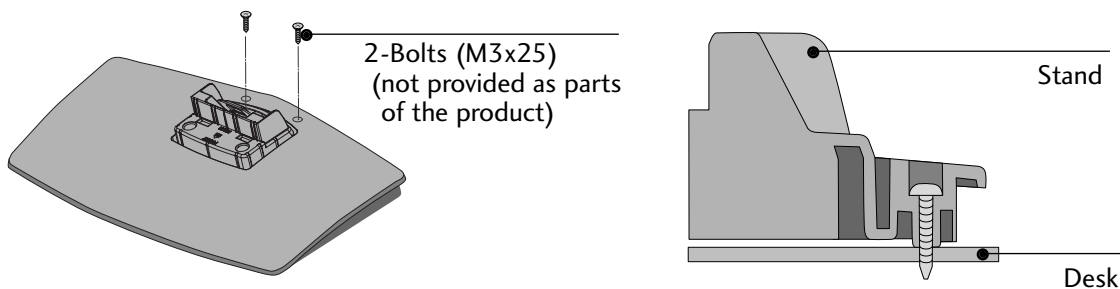 2-Bolts (M3x25)
(not provided as parts
of the product)
Stand
Desk